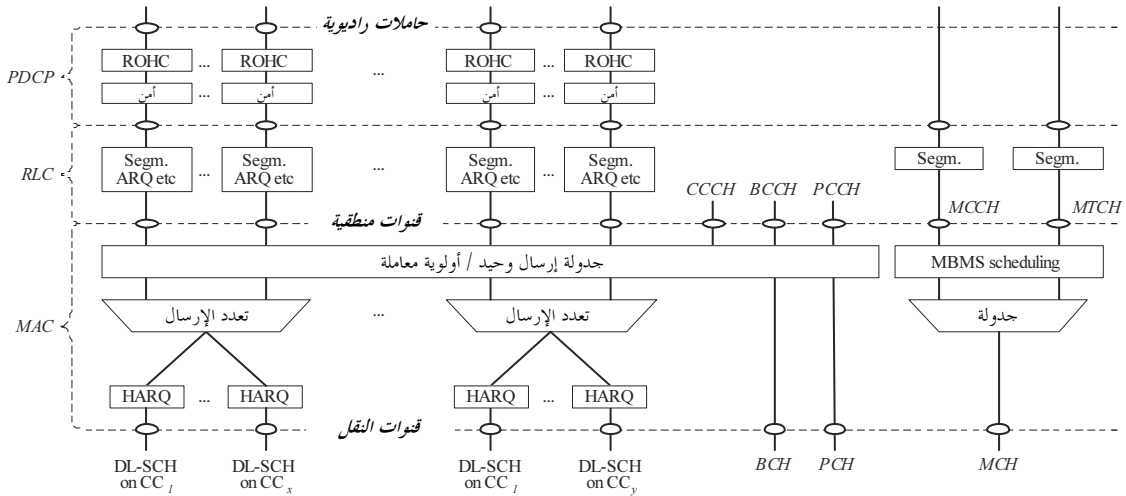 حاملات راديوية
ROHC ... ROHC ROHC ... ROHC
PDCP ...
أمن ... أمن أمن ... أمن
Segm. ARQ etc ... Segm. ARQ etc ... Segm. ARQ etc ... Segm. ARQ etc Segm. Segm.
RLC
CCCH BCCH PCCH
MCCH MTCH
قنوات منطقية
جدولة إرسال وحيد / أولوية معاملة MBMS scheduling
MAC
تعدد الإرسال ... تعدد الإرسال جدولة
HARQ ... HARQ HARQ ... HARQ
قنوات النقل
DL-SCH DL-SCH DL-SCH DL-SCH BCH PCH MCH
on CC1 on CCx on CC1 on CCy